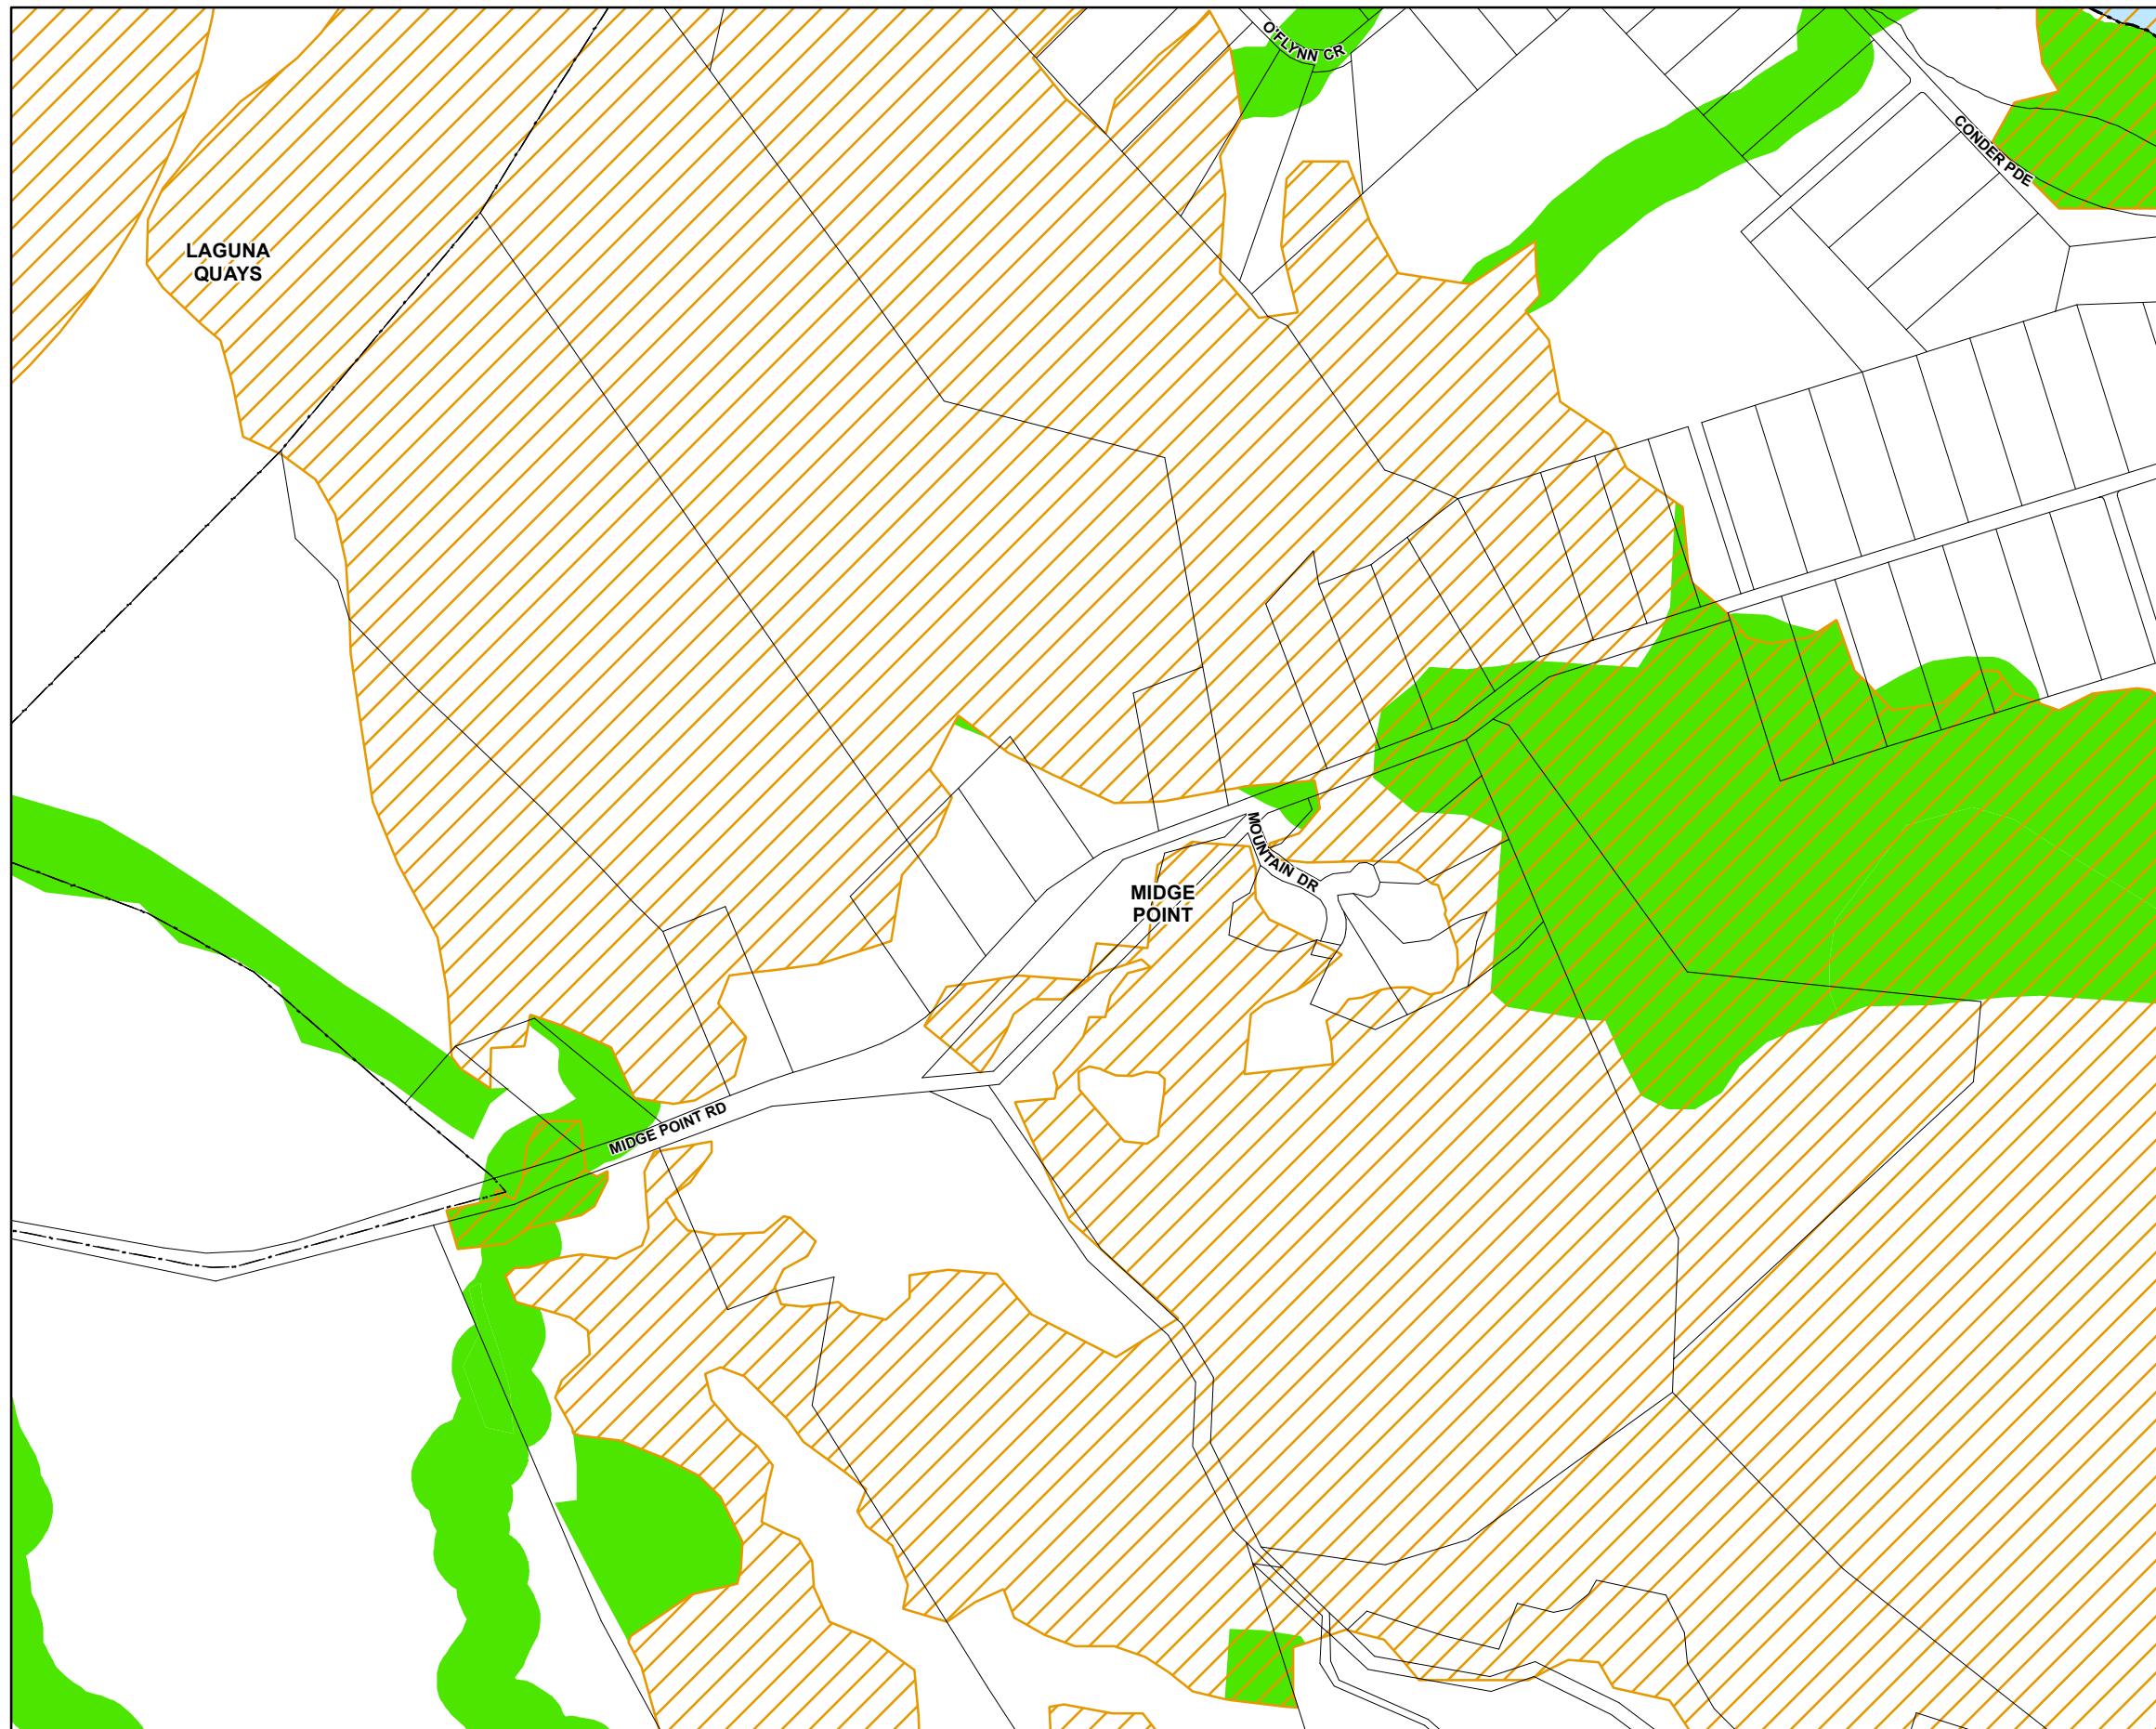 O'FLYNN CR
CONDER PDE
LAGUNA
QUAYS
MOUNTAIN DR
MIDGE
POINT
MIDGE POINT RD